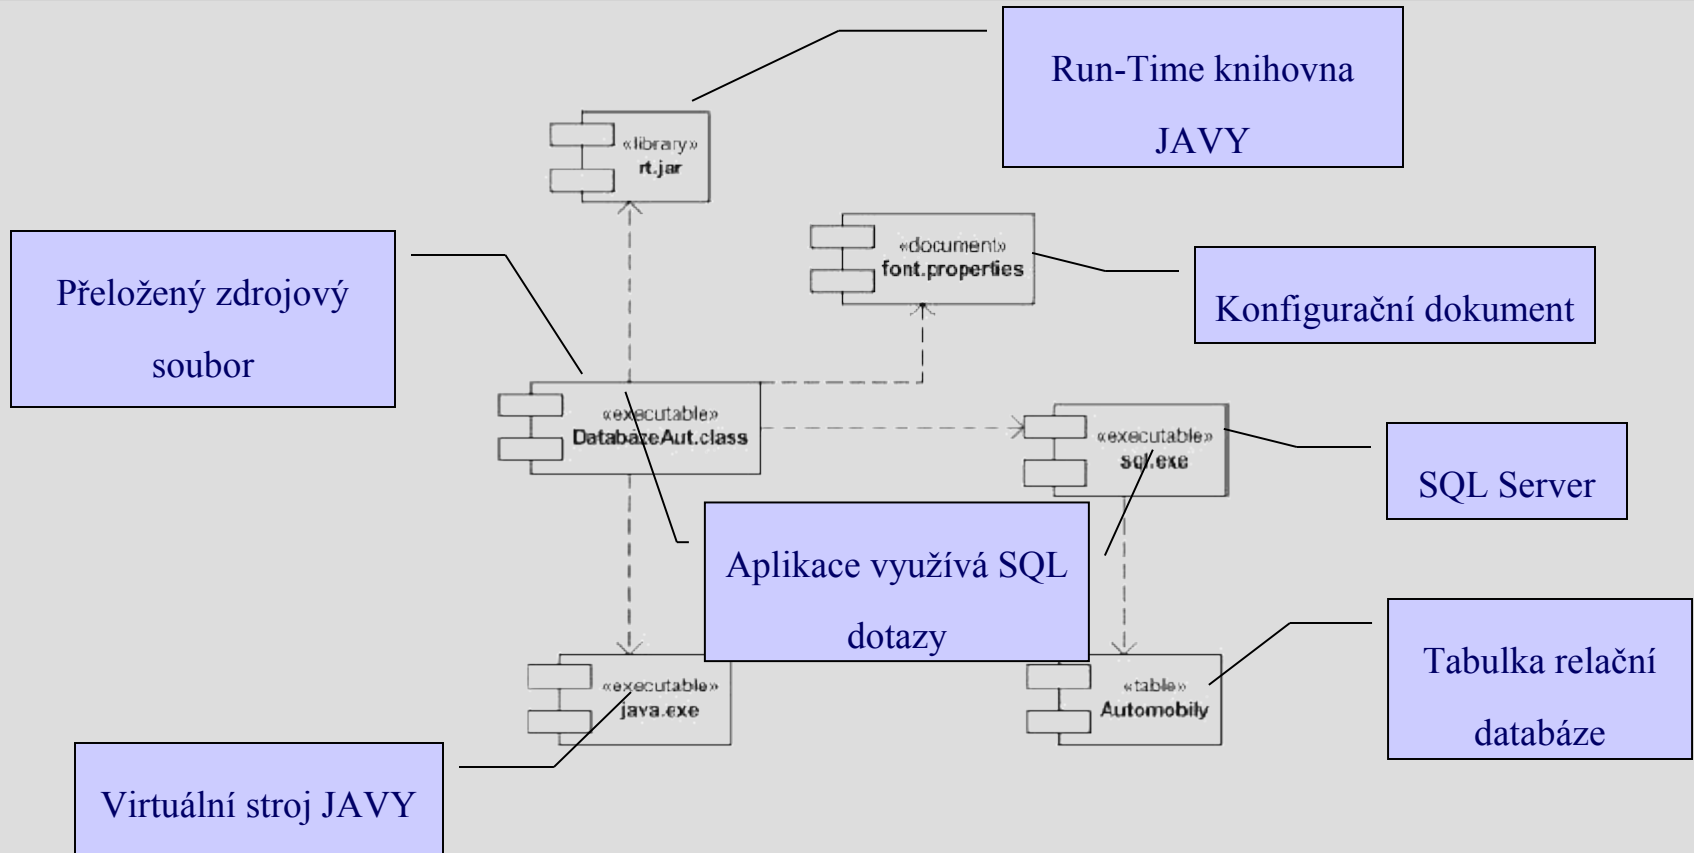 Run-Time knihovna
JAVY
«library»
rt.jar
«document»
font.properties
Konfigurační dokument
Přeložený zdrojový
soubor
«executable»
DatabázeAut.class
«executable»
sql.exe
SQL Server
Aplikace využívá SQL
dotazy
«executable»
java.exe
«table»
Automobily
Tabulka relační
databáze
Virtuální stroj JAVY